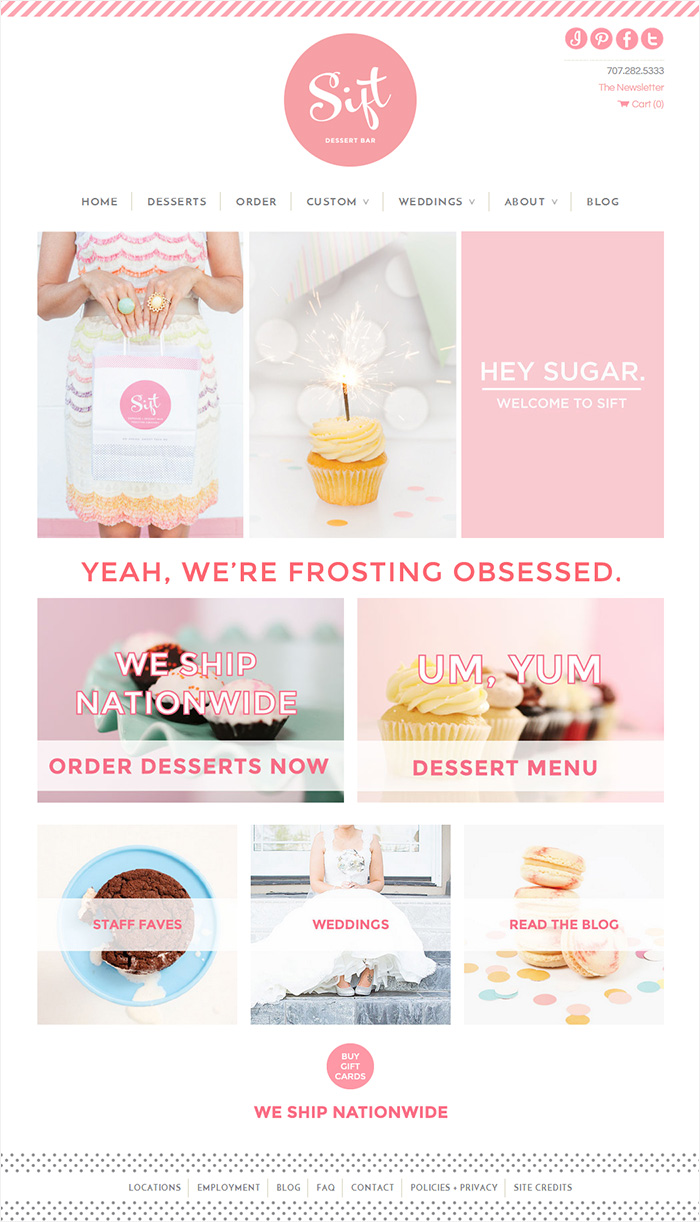 707.282.5333
The Newsletter
Cart (0)
Sift
DESSERT BAR
HOME
DESSERTS
ORDER
CUSTOM
WEDDINGS
ABOUT
BLOG
Sift
HEY SUGAR.
WELCOME TO SIFT
YEAH, WE'RE FROSTING OBSESSED.
WE SHIP
NATIONWIDE
ORDER DESSERTS NOW
UM, YUM
DESSERT MENU
STAFF FAVES
WEDDINGS
READ THE BLOG
BUY
GIFT
CARDS
WE SHIP NATIONWIDE
LOCATIONS
EMPLOYMENT
BLOG
FAQ
CONTACT
POLICIES + PRIVACY
SITE CREDITS